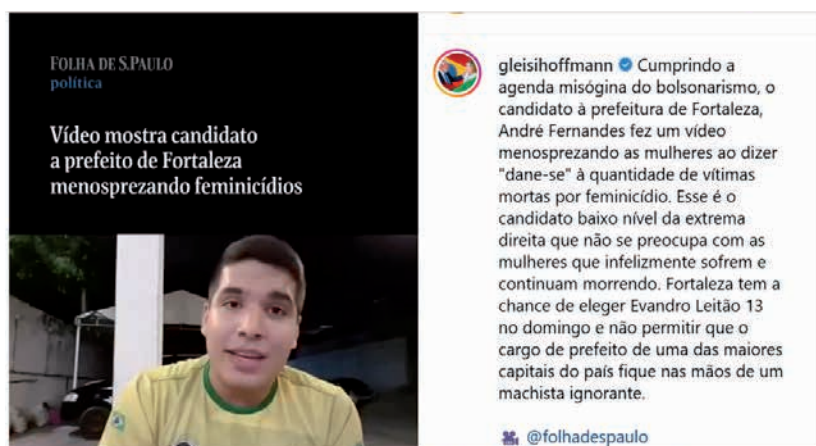 FOLHA DE S.PAULO
política
Vídeo mostra candidato
a prefeito de Fortaleza
menosprezando feminicídios
gleisihoffmann Cumprindo a
agenda misógina do bolsonarismo, o
candidato à prefeitura de Fortaleza,
André Fernandes fez um vídeo
menosprezando as mulheres ao dizer
"dane-se" à quantidade de vítimas
mortas por feminicídio. Esse é o
candidato baixo nível da extrema
direita que não se preocupa com as
mulheres que infelizmente sofrem e
continuam morrendo. Fortaleza tem a
chance de eleger Evandro Leitão 13
no domingo e não permitir que o
cargo de prefeito de uma das maiores
capitais do país fique nas mãos de um
machista ignorante.
@folhadespaulo